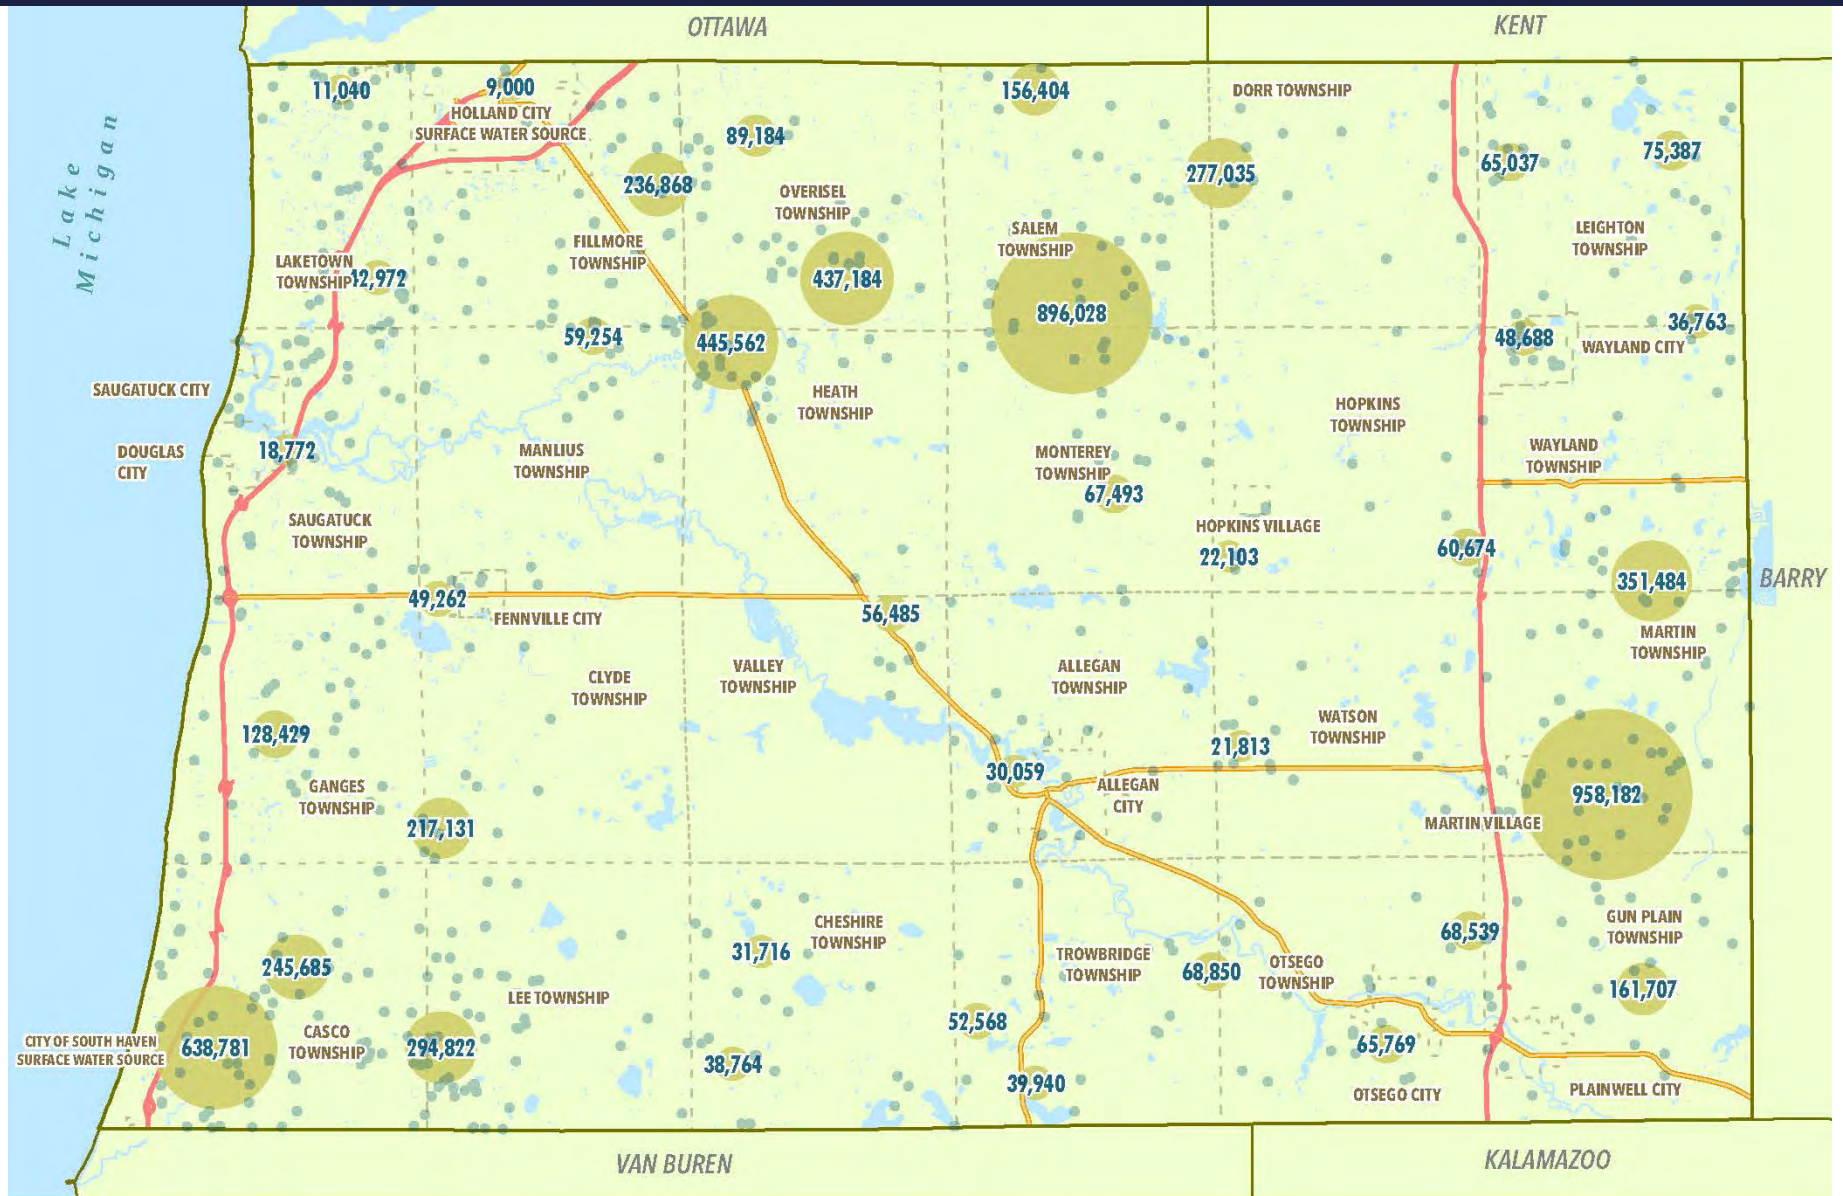 OTTAWA
KENT
11,040
9,000
HOLLAND CITY
SURFACE WATER SOURCE
156,404
DORR TOWNSHIP
89,184
Lake
Michigan
236,868
277,035
65,037
75,387
OVERISEL
TOWNSHIP
FILLMORE
TOWNSHIP
SALEM
TOWNSHIP
LEIGHTON
TOWNSHIP
LAKETOWN
TOWNSHIP
12,972
437,184
896,028
59,254
445,562
48,688
36,763
WAYLAND CITY
SAUGATUCK CITY
HEATH
TOWNSHIP
HOPKINS
TOWNSHIP
DOUGLAS
CITY
18,772
MANLIUS
TOWNSHIP
MONTEREY
TOWNSHIP
67,493
WAYLAND
TOWNSHIP
SAUGATUCK
TOWNSHIP
HOPKINS VILLAGE
22,103
60,674
351,484
BARRY
49,262
FENNVILLE CITY
56,485
MARTIN
TOWNSHIP
CLYDE
TOWNSHIP
VALLEY
TOWNSHIP
ALLEGAN
TOWNSHIP
128,429
21,813
WATSON
TOWNSHIP
30,059
GANGES
TOWNSHIP
ALLEGAN
CITY
958,182
217,131
MARTIN VILLAGE
CHESHIRE
TOWNSHIP
31,716
68,539
GUN PLAIN
TOWNSHIP
245,685
TROWBRIDGE
TOWNSHIP
68,850
OTSEGO
TOWNSHIP
161,707
LEE TOWNSHIP
52,568
CITY OF SOUTH HAVEN
SURFACE WATER SOURCE
638,781
CASCO
TOWNSHIP
294,822
38,764
39,940
65,769
OTSEGO CITY
PLAINWELL CITY
VAN BUREN
KALAMAZOO